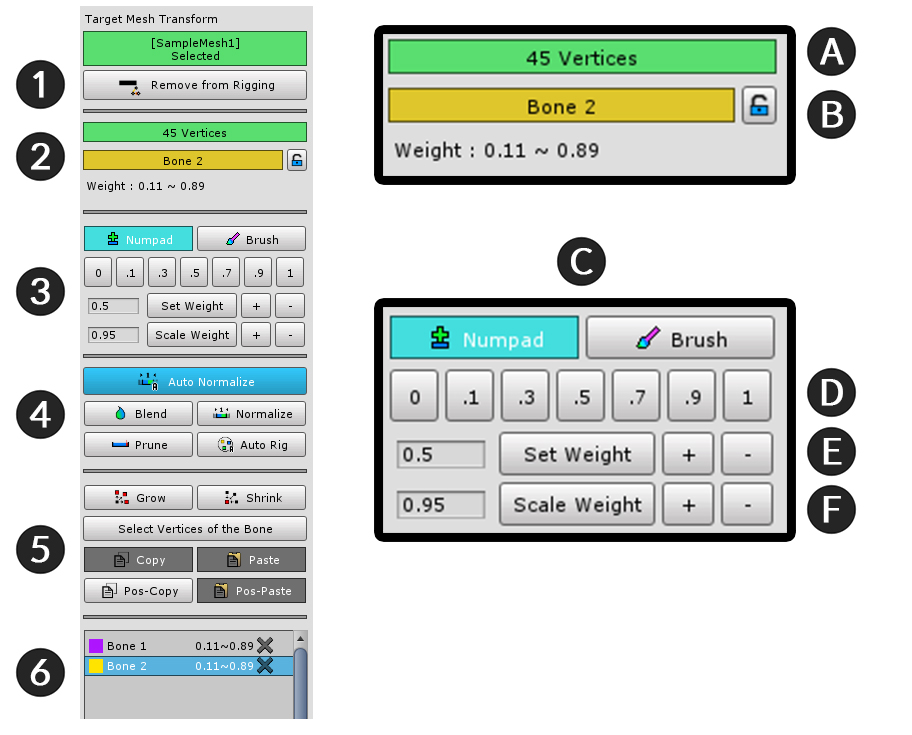 Target Mesh Transform
[SampleMesh1]
Selected
1
Remove from Rigging
2
45 Vertices
Bone 2
Weight : 0.11 ~ 0.89
3
Numpad Brush
0 .1 .3 .5 .7 .9 1
0.5 Set Weight + -
0.95 Scale Weight + -
4
Auto Normalize
Blend Normalize
Prune Auto Rig
5
Grow Shrink
Select Vertices of the Bone
Copy Paste
Pos-Copy Pos-Paste
6
Bone 1 0.11~0.89
Bone 2 0.11~0.89
45 Vertices A
Bone 2 B
Weight : 0.11 ~ 0.89
C
Numpad Brush
0 .1 .3 .5 .7 .9 1 D
0.5 Set Weight + - E
0.95 Scale Weight + - F